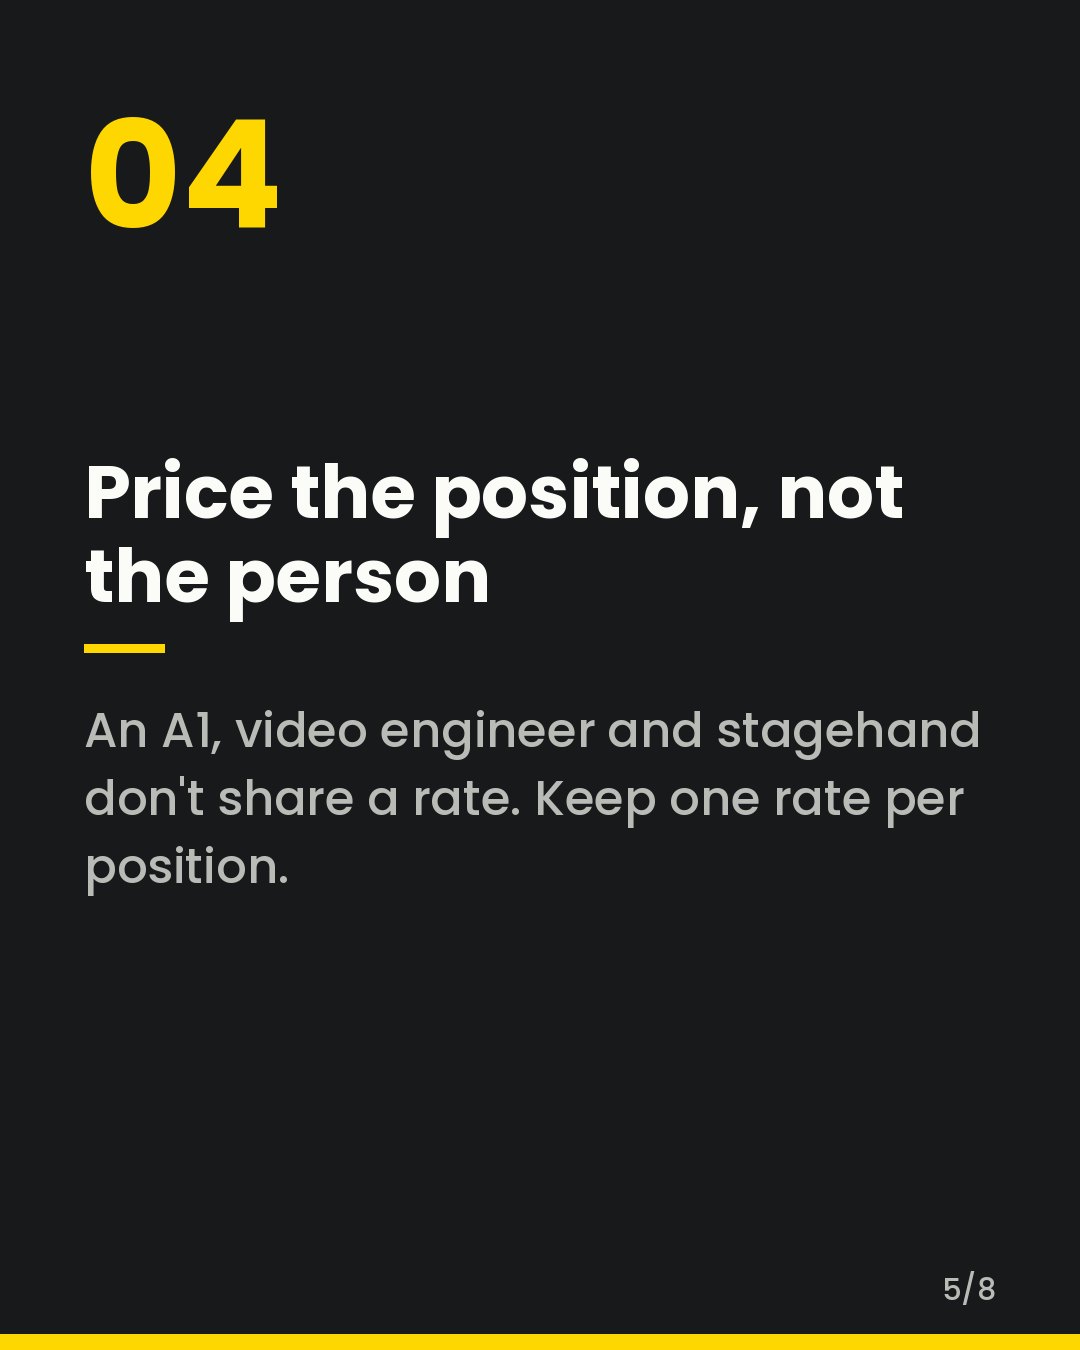 04
Price the position, not
the person
An A1, video engineer and stagehand
don't share a rate. Keep one rate per
position.
5/8